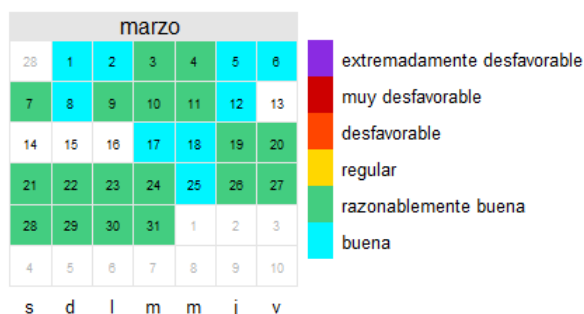 marzo
28 1 2 3 4 5 6
7 8 9 10 11 12 13
14 15 16 17 18 19 20
21 22 23 24 25 26 27
28 29 30 31 1 2 3
4 5 6 7 8 9 10
s d l m m j v
extremadamente desfavorable
muy desfavorable
desfavorable
regular
razonablemente buena
buena